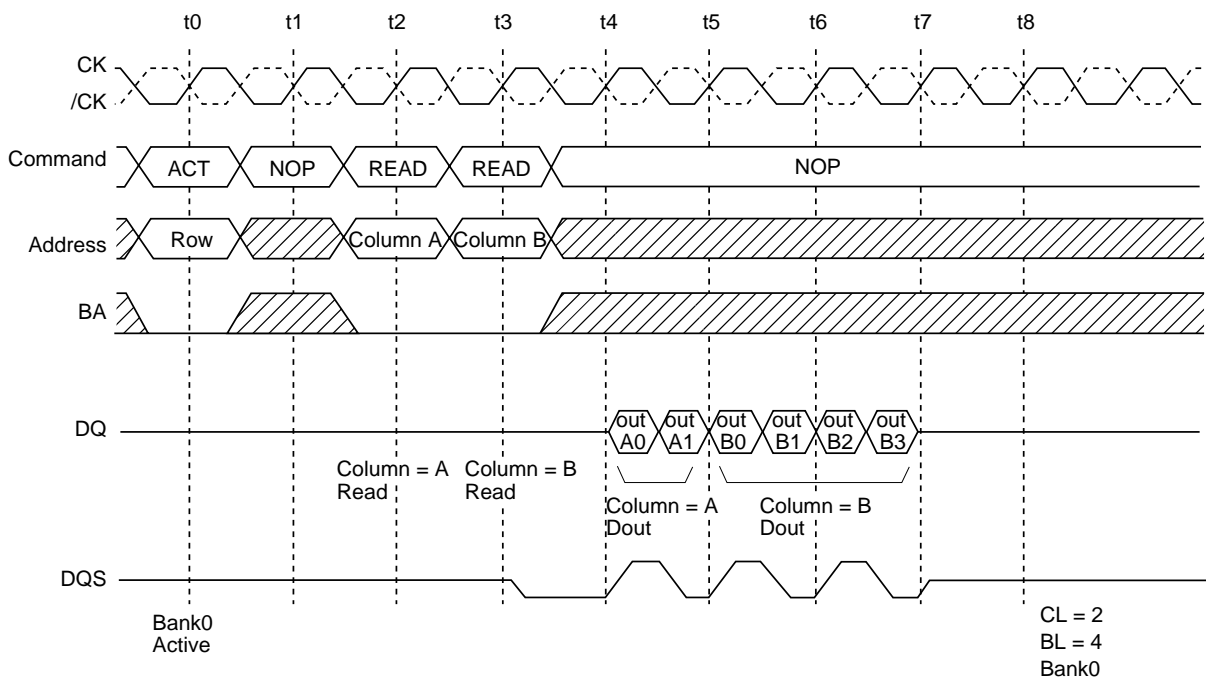 t0 t1 t2 t3 t4 t5 t6 t7 t8
CK
/CK
Command ACT NOP READ READ NOP
Address Row Column A Column B
BA
DQ out A0 out A1 out B0 out B1 out B2 out B3
Column = A Read
Column = B Read
Column = A Dout
Column = B Dout
DQS
Bank0
Active
CL = 2
BL = 4
Bank0